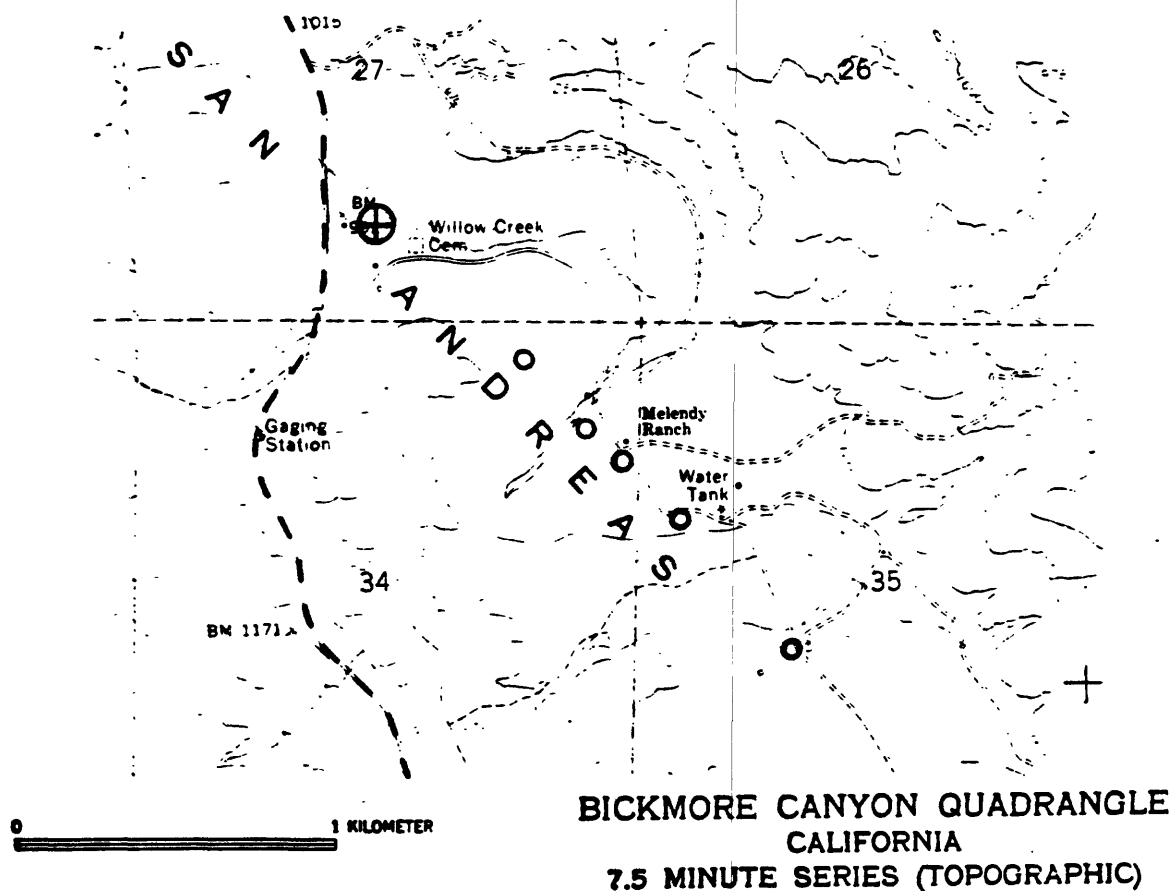 1015
27
26
SAN
BM
Willow Creek
Cem
ANDREAS
Melendy
Ranch
Gaging
Station
Water
Tank
34
35
BM 1171
0
1 KILOMETER
BICKMORE CANYON QUADRANGLE
CALIFORNIA
7.5 MINUTE SERIES (TOPOGRAPHIC)